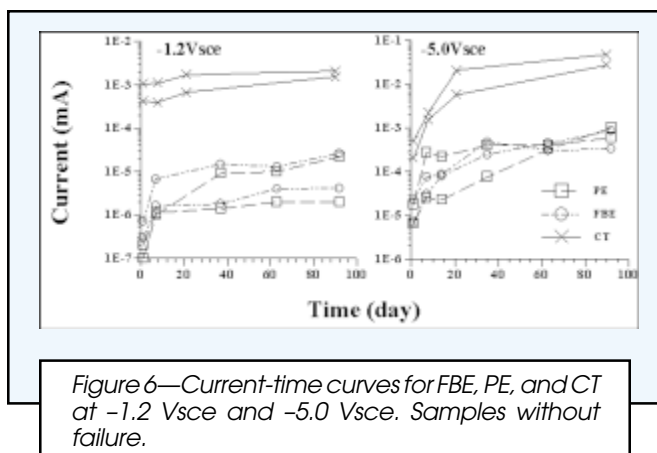 -1.2Vsce
-5.0Vsce
1E-2
1E-3
1E-4
1E-5
1E-6
1E-7
1E-1
1E-2
1E-3
1E-4
1E-5
1E-6
Current (mA)
PE
FBE
CT
0 20 40 60 80 100
0 20 40 60 80 100
Time (day)
Figure 6—Current-time curves for FBE, PE, and CT
at –1.2 Vsce and –5.0 Vsce. Samples without
failure.